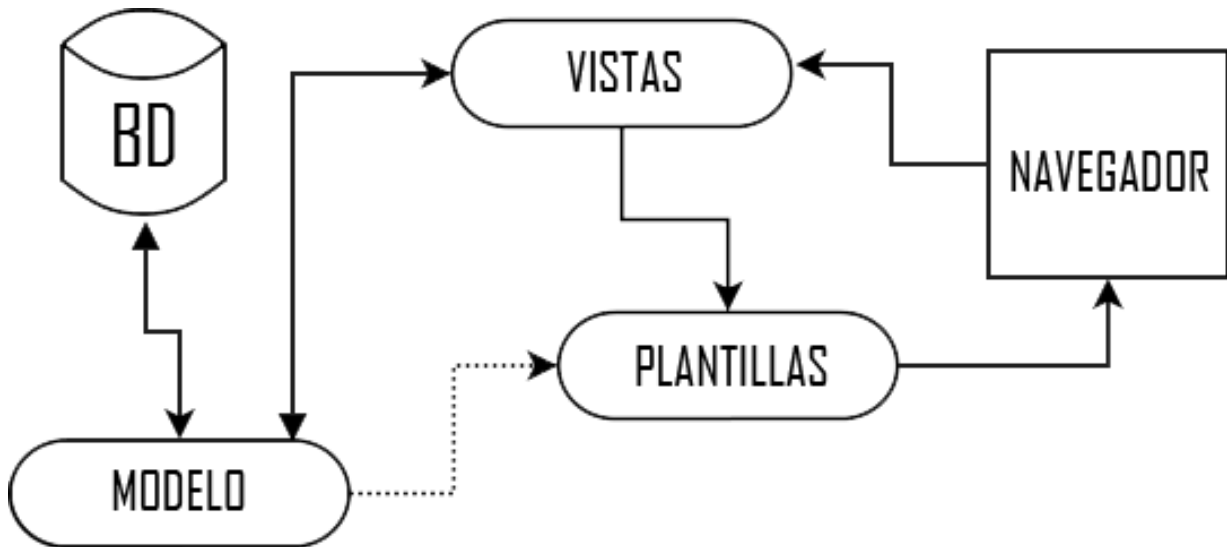 VISTAS
BD
NAVEGADOR
PLANTILLAS
MODELO